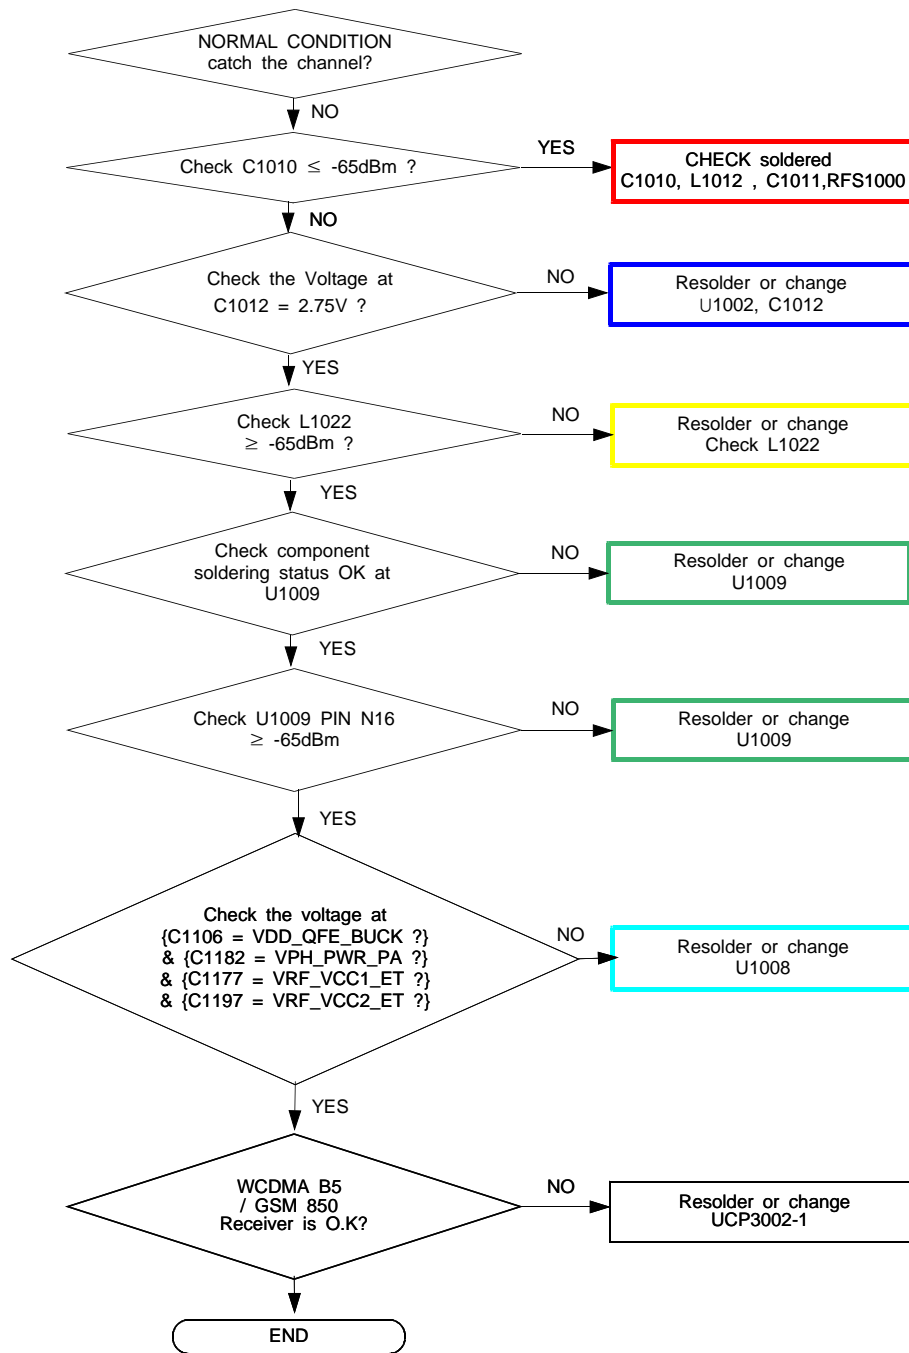 NORMAL CONDITION
catch the channel?
NO
Check C1010 ≤ -65dBm ?
YES
CHECK soldered
C1010, L1012 , C1011,RFS1000
NO
Check the Voltage at
C1012 = 2.75V ?
NO
Resolder or change
U1002, C1012
YES
Check L1022
≥ -65dBm ?
NO
Resolder or change
Check L1022
YES
Check component
soldering status OK at
U1009
NO
Resolder or change
U1009
YES
Check U1009 PIN N16
≥ -65dBm
NO
Resolder or change
U1009
YES
Check the voltage at
{C1106 = VDD_QFE_BUCK ?}
& {C1182 = VPH_PWR_PA ?}
& {C1177 = VRF_VCC1_ET ?}
& {C1197 = VRF_VCC2_ET ?}
NO
Resolder or change
U1008
YES
WCDMA B5
/ GSM 850
Receiver is O.K?
NO
Resolder or change
UCP3002-1
END